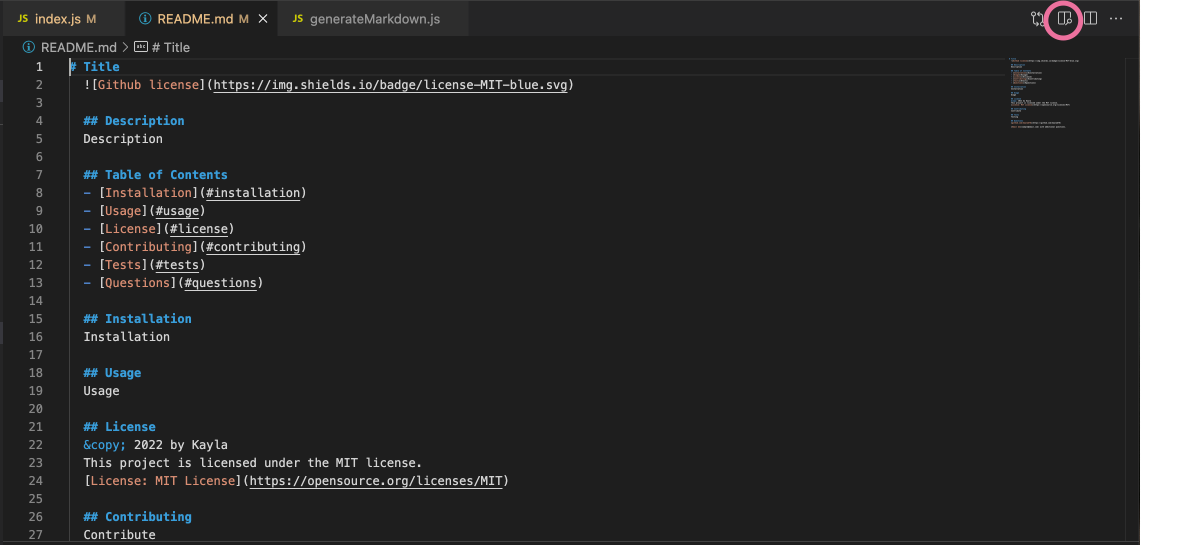 JS index.js M
README.md M
JS generateMarkdown.js
README.md > # Title
1 # Title
2 ![Github license](https://img.shields.io/badge/license-MIT-blue.svg)
3
4 ## Description
5 Description
6
7 ## Table of Contents
8 - [Installation](#installation)
9 - [Usage](#usage)
10 - [License](#license)
11 - [Contributing](#contributing)
12 - [Tests](#tests)
13 - [Questions](#questions)
14
15 ## Installation
16 Installation
17
18 ## Usage
19 Usage
20
21 ## License
22 &copy; 2022 by Kayla
23 This project is licensed under the MIT license.
24 [License: MIT License](https://opensource.org/licenses/MIT)
25
26 ## Contributing
27 Contribute